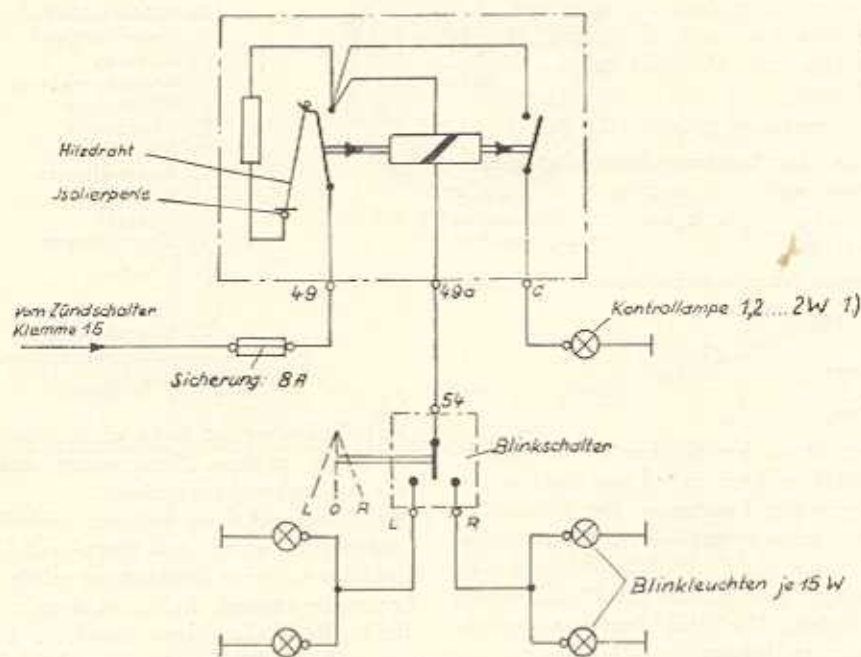 Hilzdraht
Isolierperle
49
49a
C
vom Zündschalter
Klemme 15
Sicherung: 8A
Kontrollampe 1,2 .... 2W 1.)
54
Blinkschalter
L O R
L
R
Blinkleuchten je 15 W